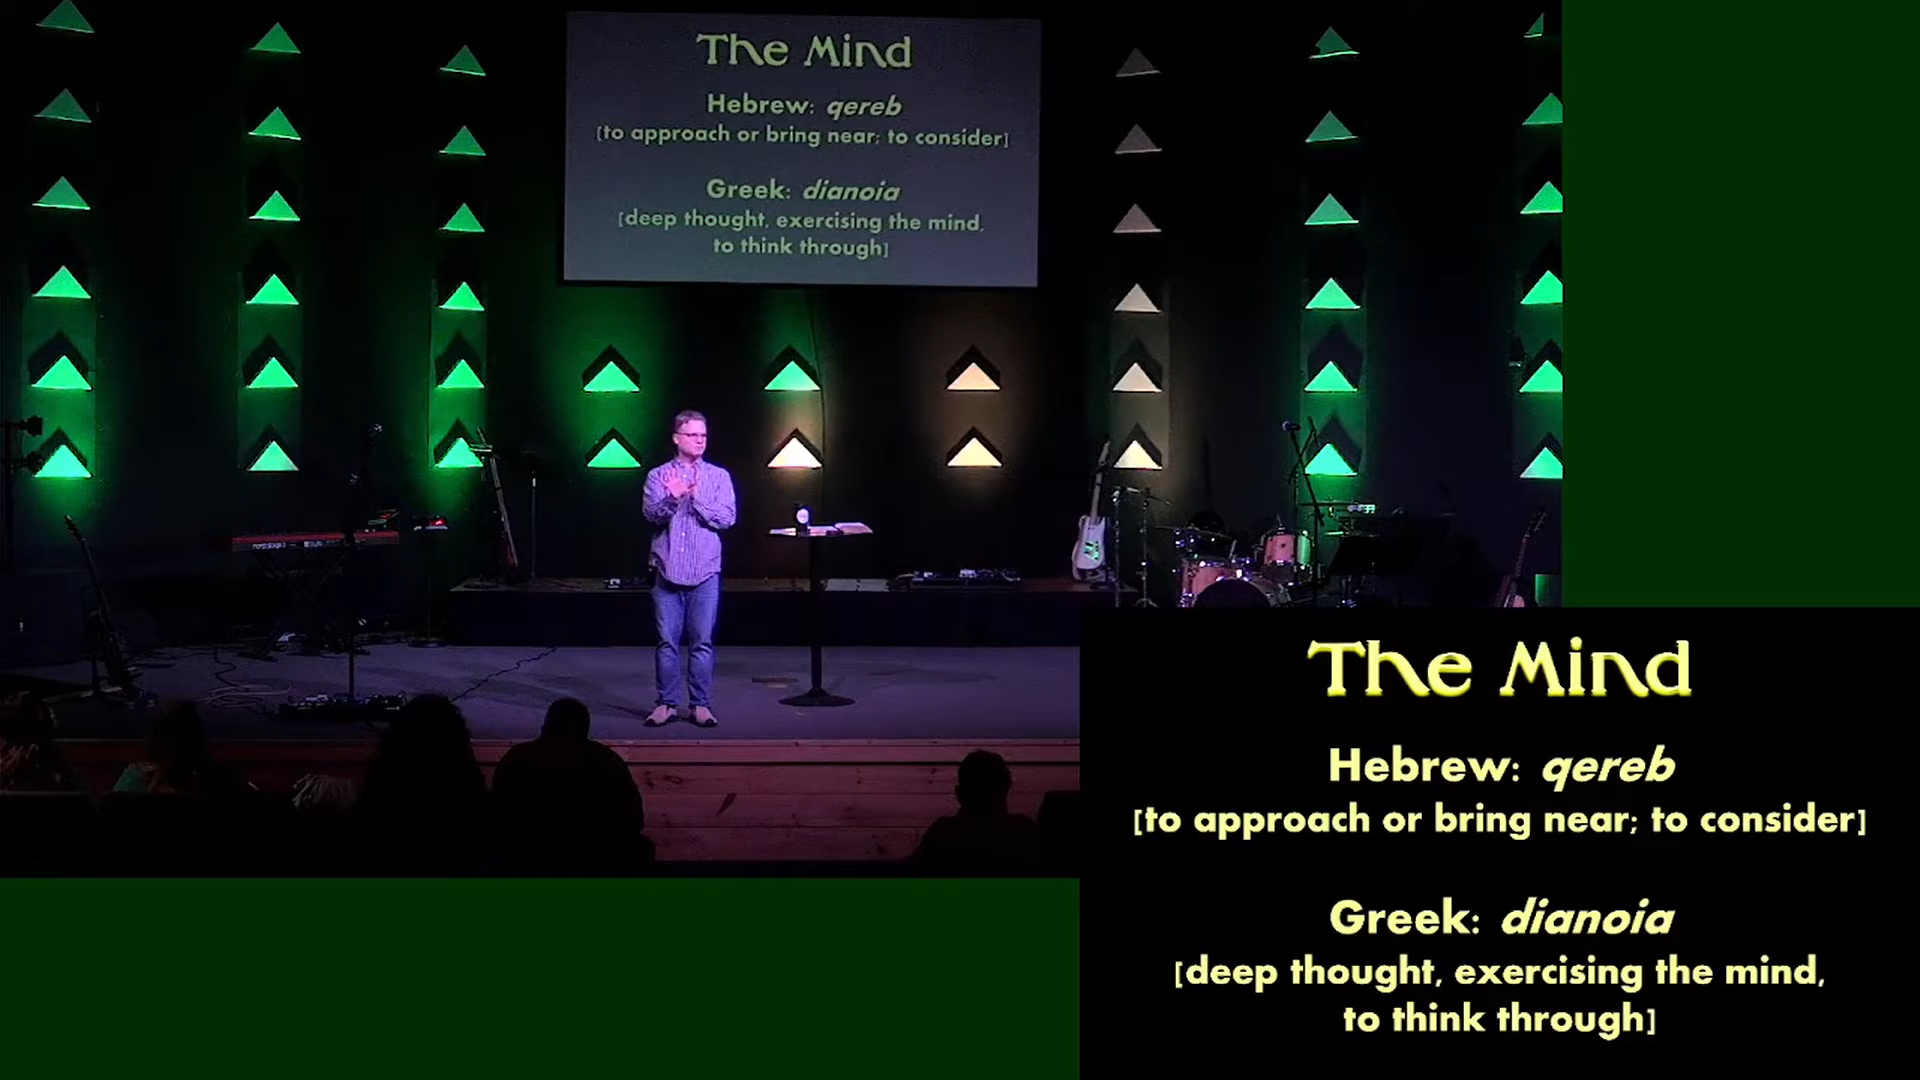 The Mind
Hebrew: qereb
[to approach or bring near; to consider]
Greek: dianoia
[deep thought, exercising the mind,
to think through]
The Mind
Hebrew: qereb
[to approach or bring near; to consider]
Greek: dianoia
[deep thought, exercising the mind,
to think through]